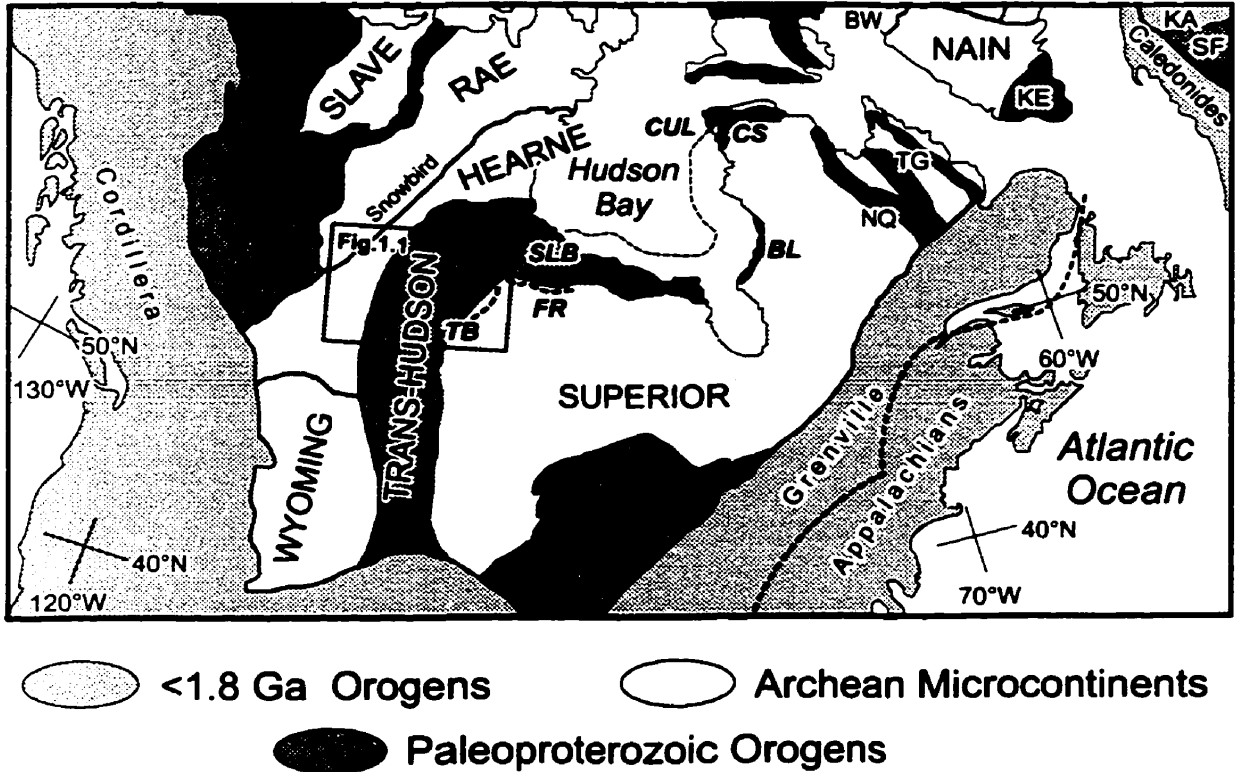 BW
KA
SF
Caledonides
NAIN
KE
SLAVE
RAE
HEARNE
CUL
CS
Hudson
Bay
TG
NQ
Snowbird
Fig.1.1
Cordillera
SLB
BL
FR
TB
TRANS-HUDSON
50°N
130°W
50°N
60°W
SUPERIOR
WYOMING
Grenville
Appalachians
Atlantic
Ocean
40°N
120°W
40°N
70°W
<1.8 Ga Orogens
Archean Microcontinents
Paleoproterozoic Orogens